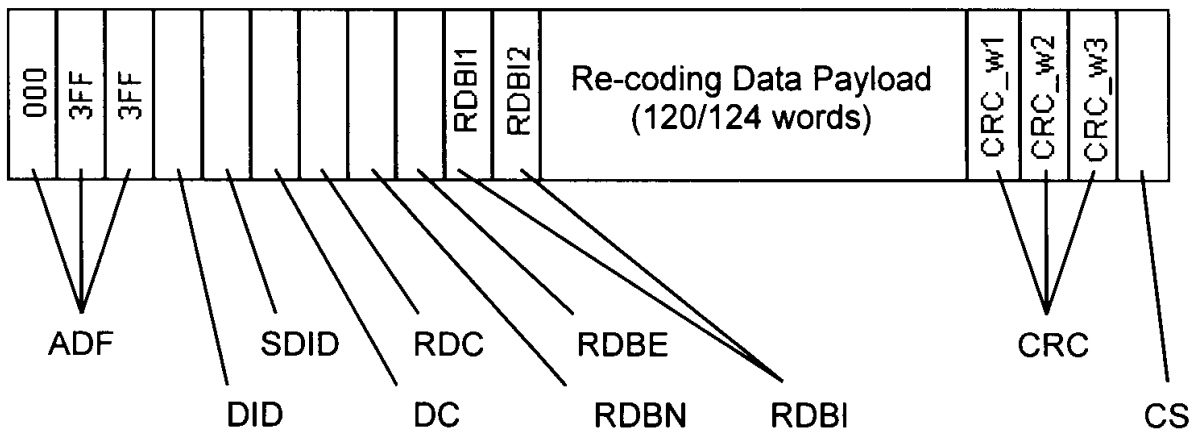 000
3FF
3FF
RDBI1
RDBI2
Re-coding Data Payload
(120/124 words)
CRC_w1
CRC_w2
CRC_w3
ADF
SDID
RDC
RDBE
CRC
DID
DC
RDBN
RDBI
CS